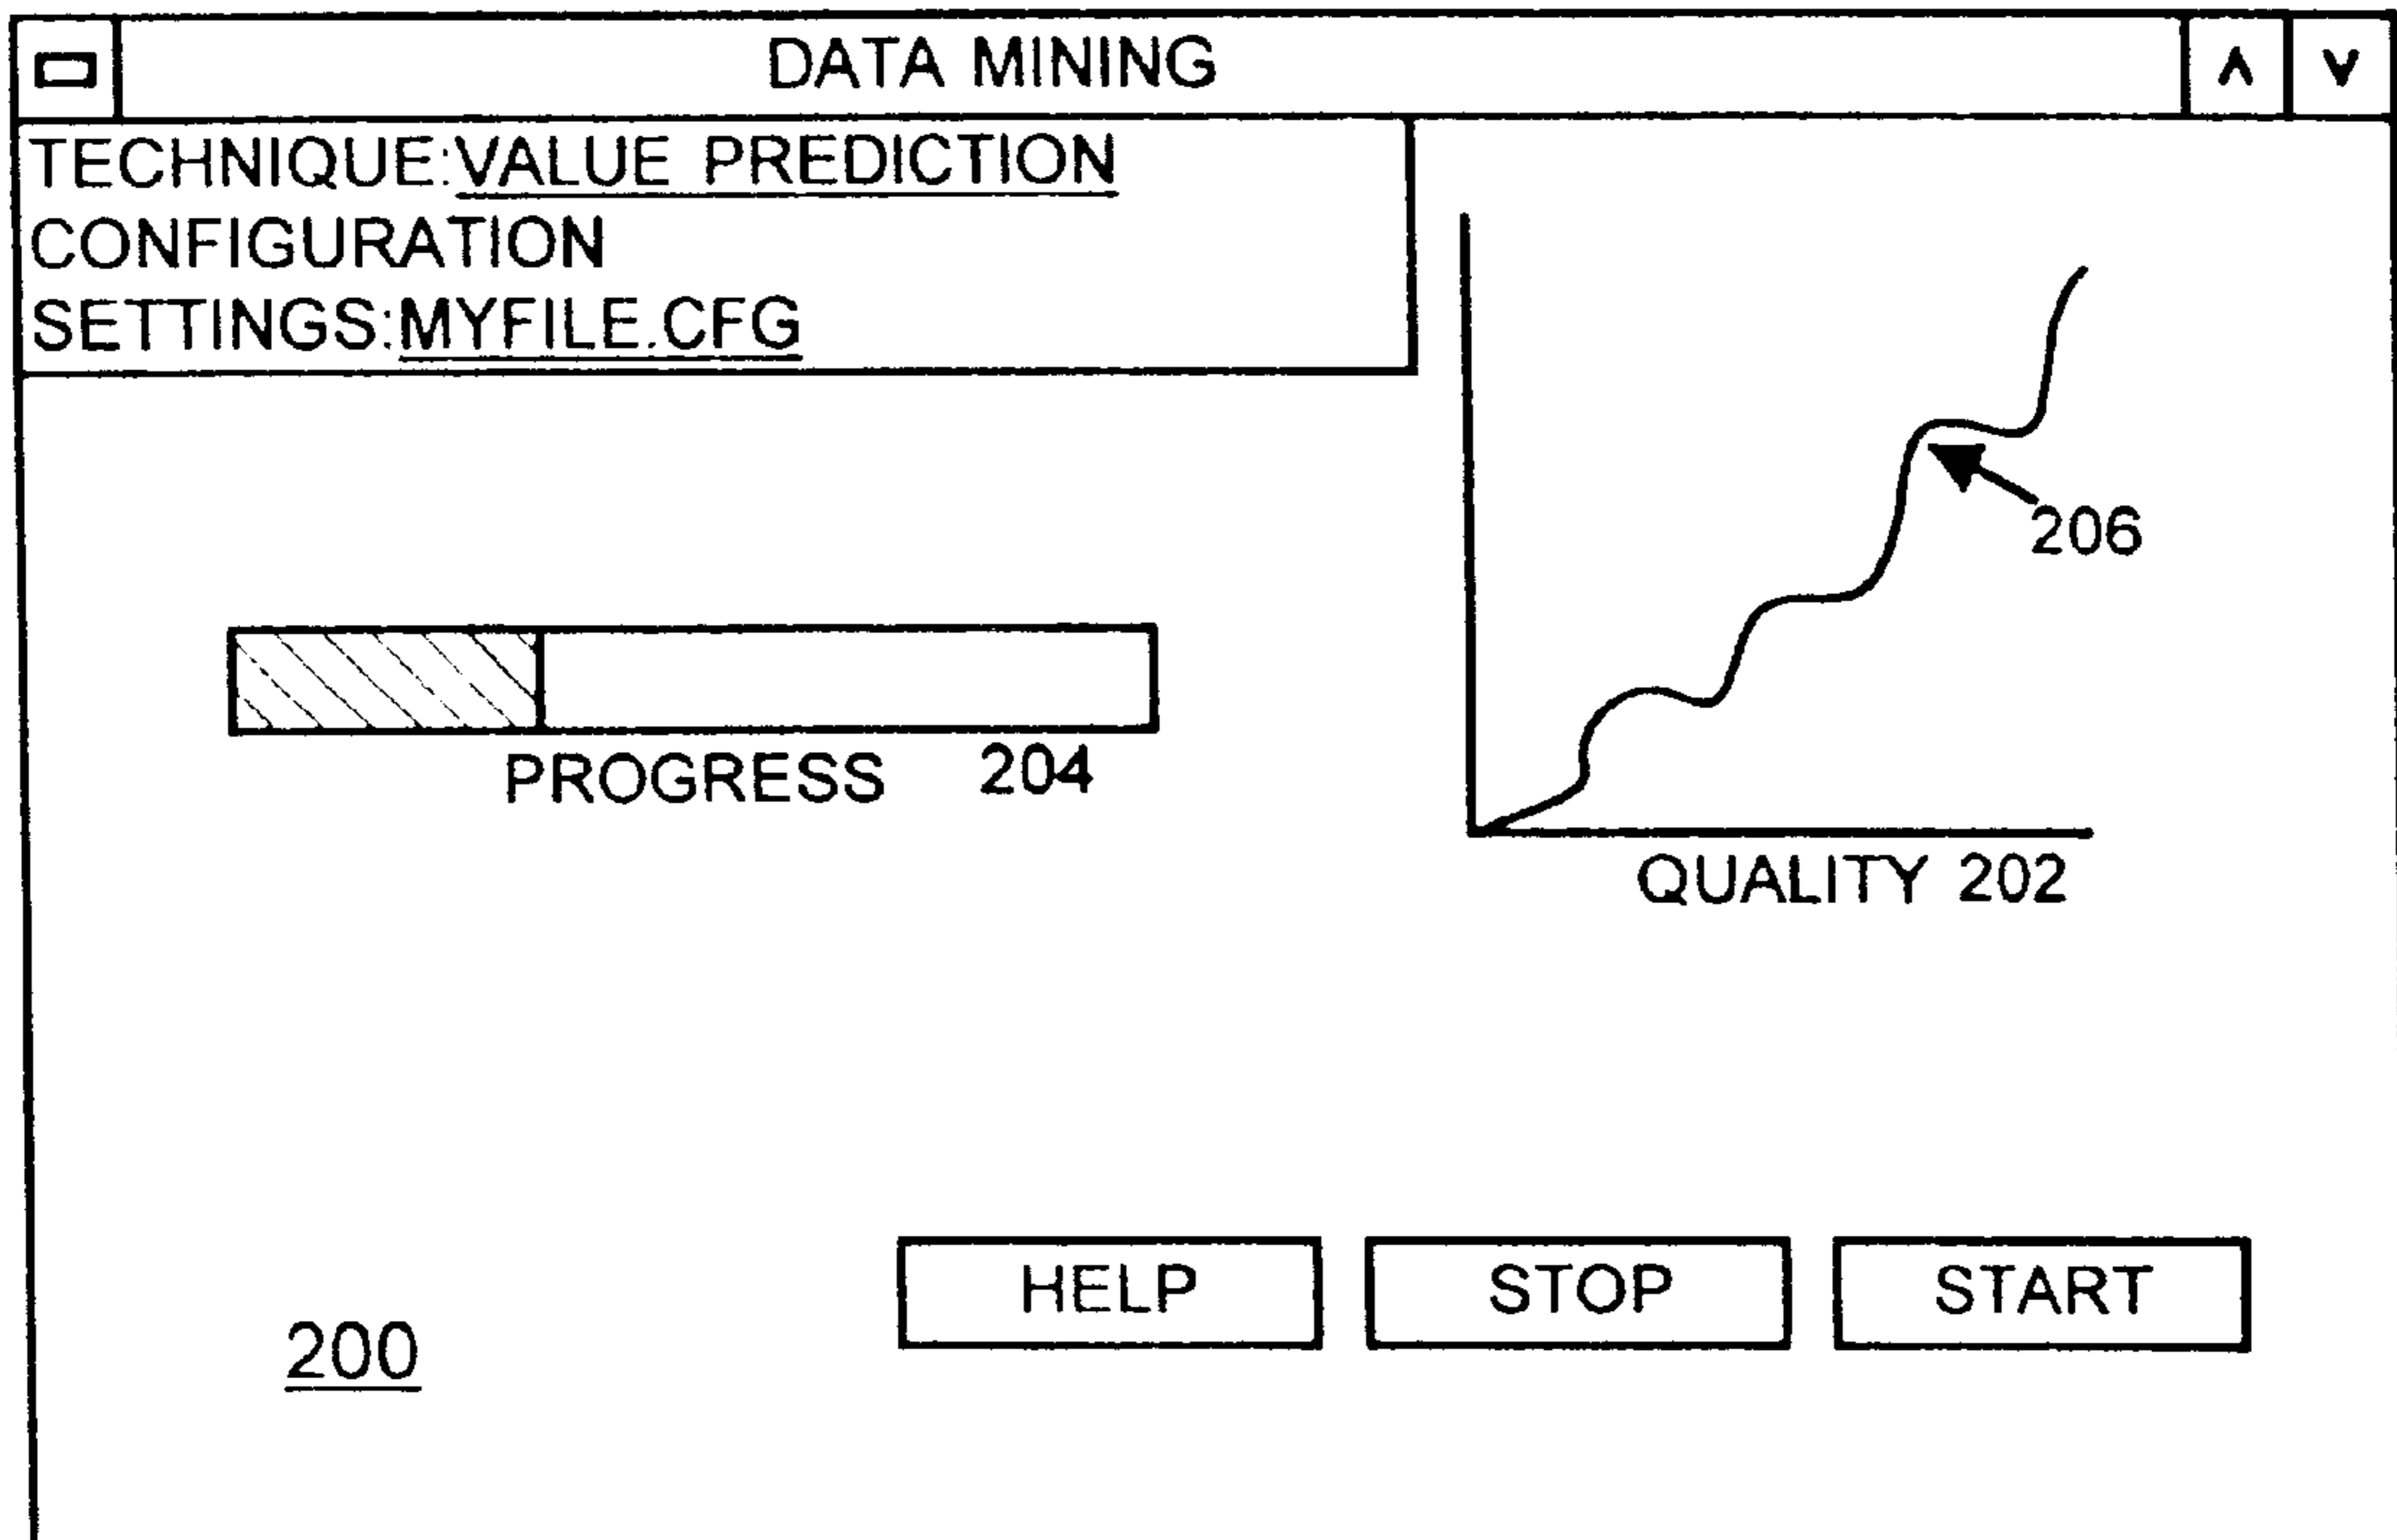 DATA MINING
TECHNIQUE:VALUE PREDICTION
CONFIGURATION
SETTINGS:MYFILE.CFG
206
PROGRESS 204
QUALITY 202
HELP STOP START
200